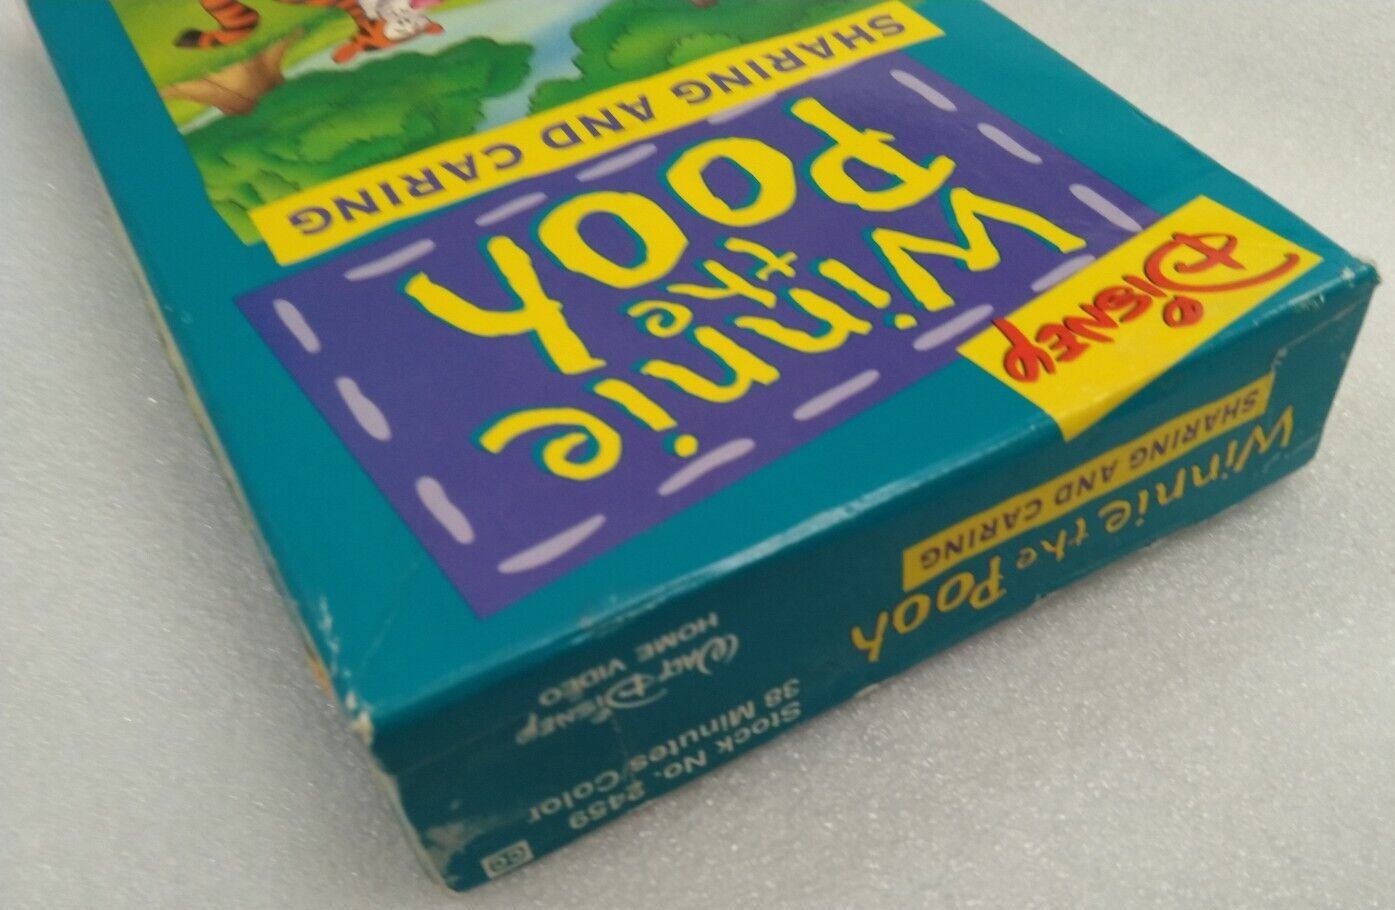 Disney
Winnie
the
Pooh
SHARING AND CARING
Winnie the Pooh
SHARING AND CARING
Walt Disney
HOME VIDEO
Stock No. 2459
38 Minutes/Color
CC